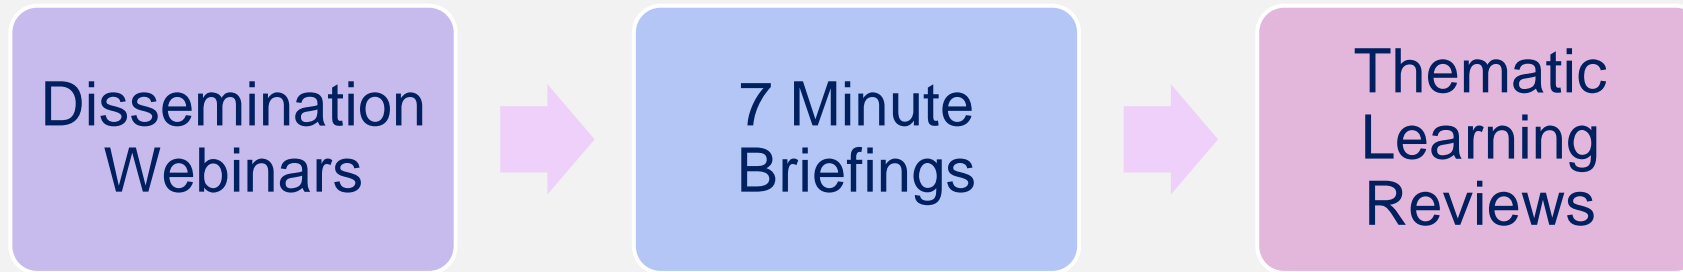 Dissemination
Webinars
7 Minute
Briefings
Thematic
Learning
Reviews